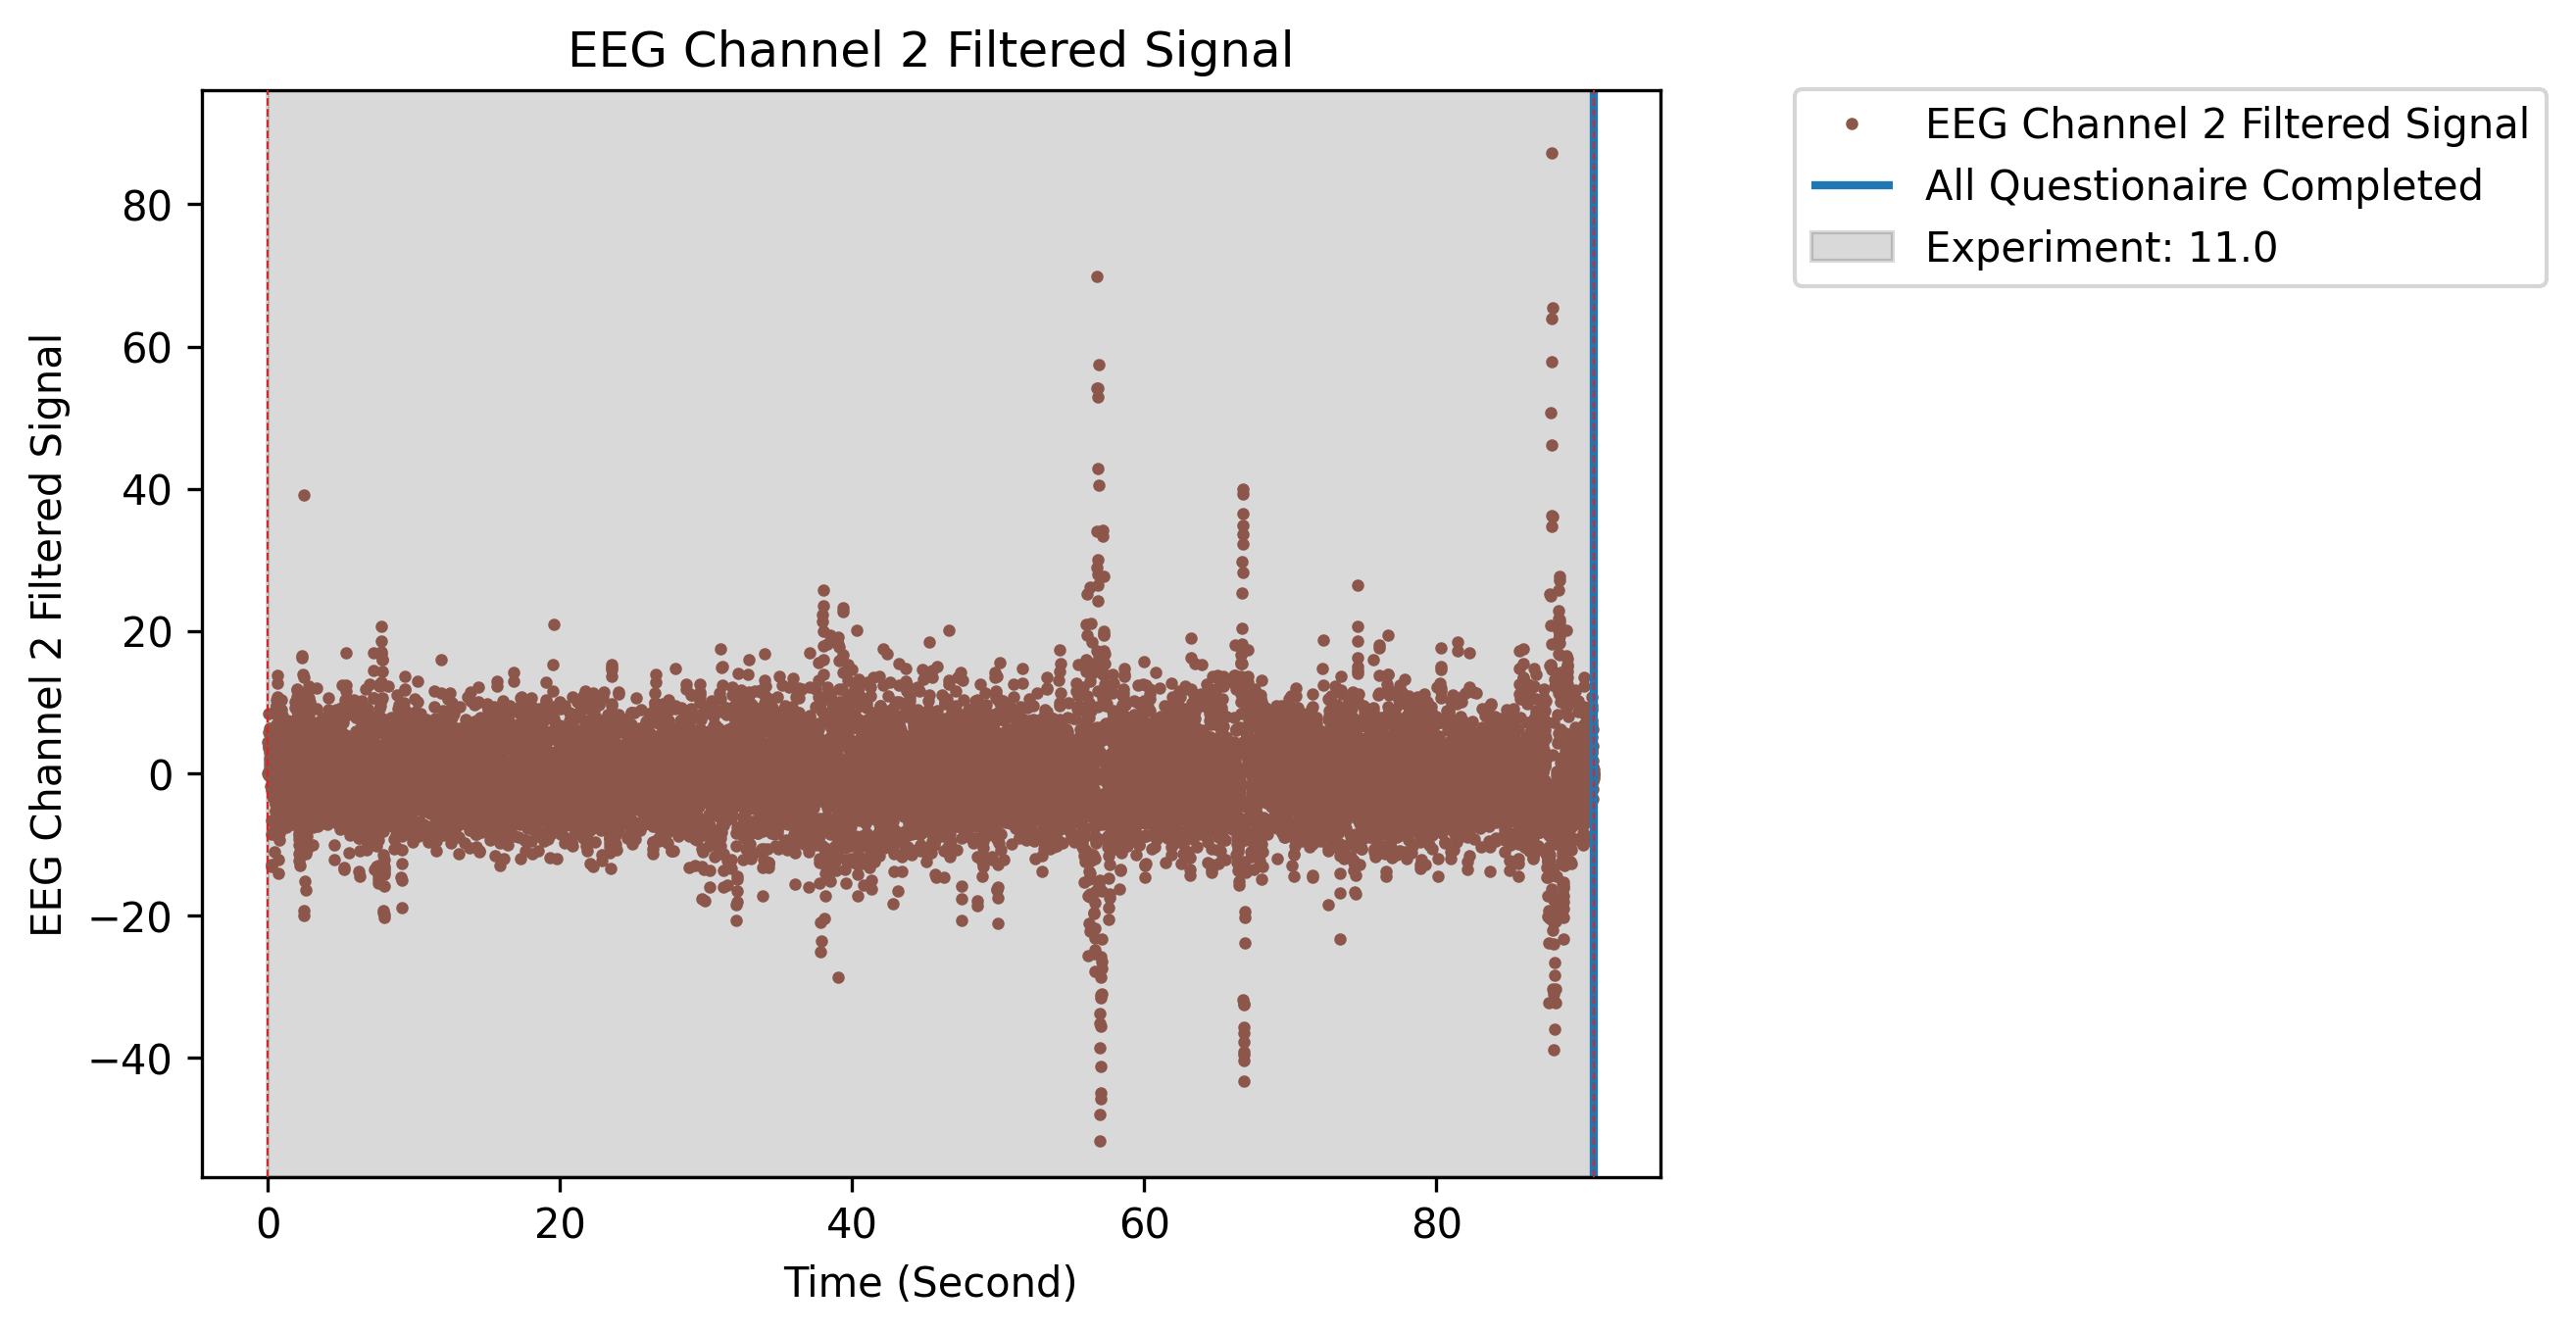 EEG Channel 2 Filtered Signal
EEG Channel 2 Filtered Signal
All Questionaire Completed
Experiment: 11.0
EEG Channel 2 Filtered Signal
80
60
40
20
0
−20
−40
0 20 40 60 80
Time (Second)